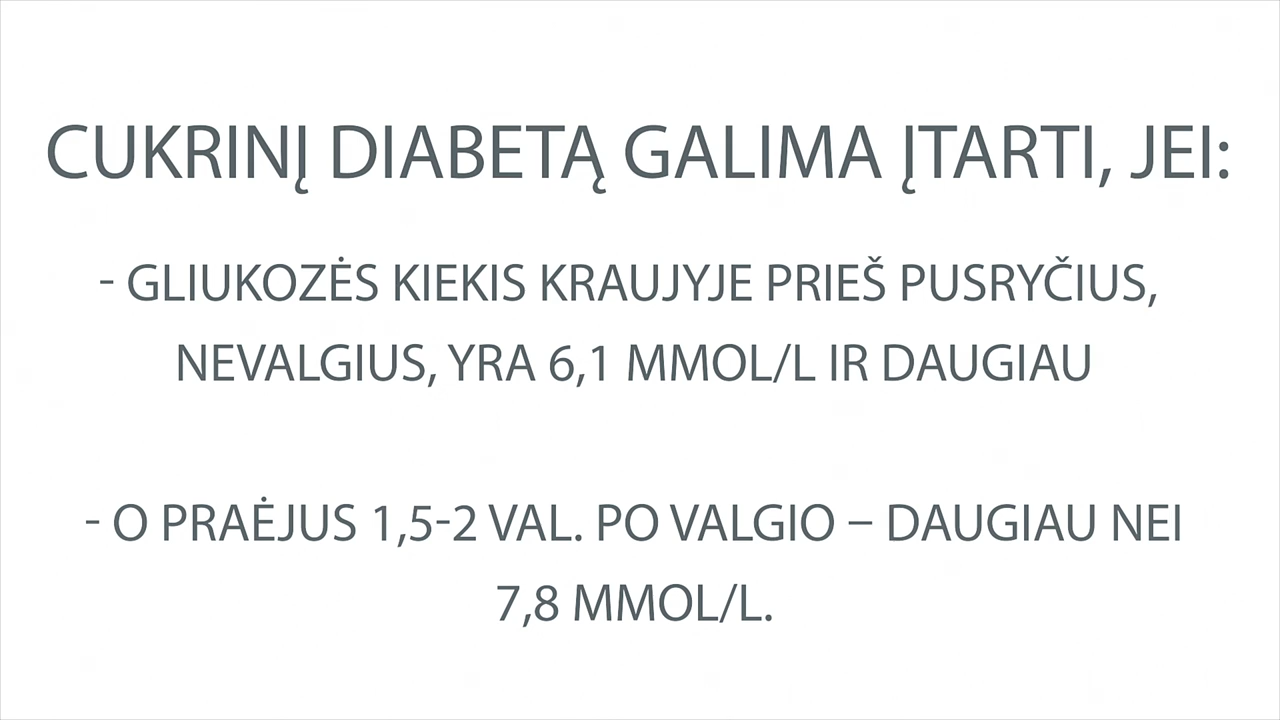 CUKRINĮ DIABETĄ GALIMA ĮTARTI, JEI:
- GLIUKOZĖS KIEKIS KRAUJYJE PRIEŠ PUSRYČIUS,
NEVALGIUS, YRA 6,1 MMOL/L IR DAUGIAU
- O PRAĖJUS 1,5-2 VAL. PO VALGIO – DAUGIAU NEI
7,8 MMOL/L.